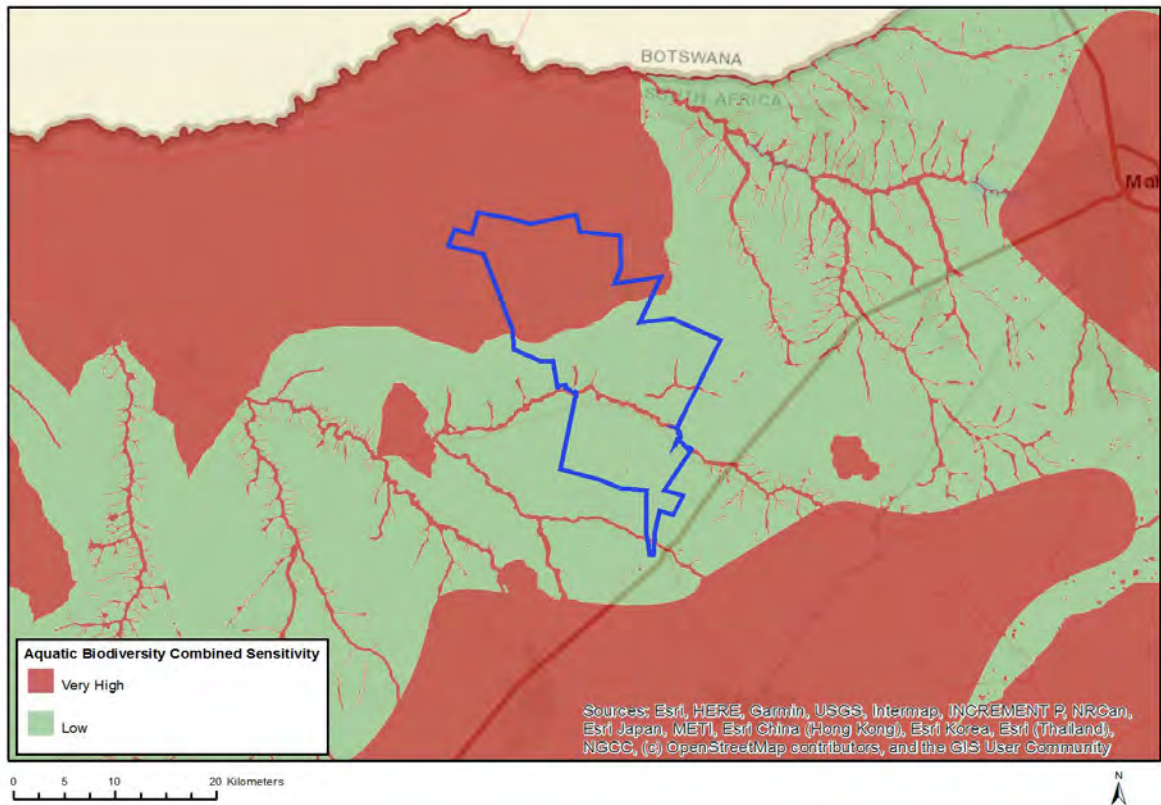 BOTSWANA
SOUTH AFRICA
Aquatic Biodiversity Combined Sensitivity
Very High
Low
Sources: Esri, HERE, Garmin, USGS, Intermap, INCREMENT P, NRCan,
Esri Japan, METI, Esri China (Hong Kong), Esri Korea, Esri (Thailand),
NGCC, (c) OpenStreetMap contributors, and the GIS User Community
0 5 10 20 Kilometers
N